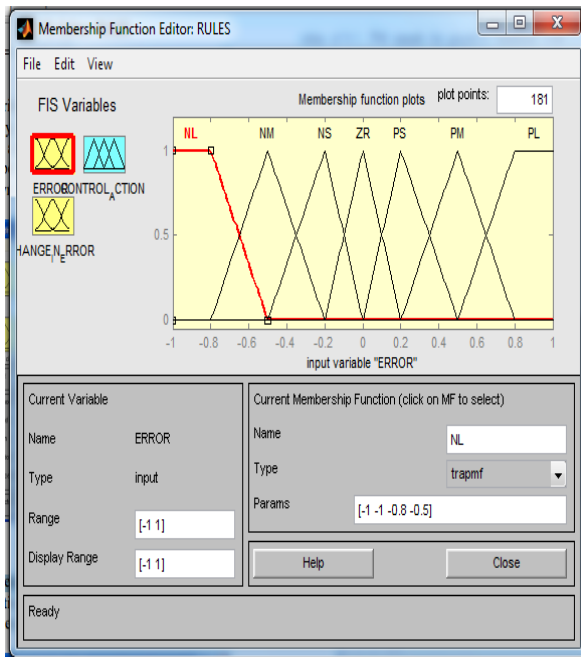 Membership Function Editor: RULES
File Edit View
FIS Variables
Membership function plots
plot points:
181
NL NM NS ZR PS PM PL
1
0.5
0
-1 -0.8 -0.6 -0.4 -0.2 0 0.2 0.4 0.6 0.8 1
input variable "ERROR"
ERROR
CONTROL_ACTION
HANGE_IN_ERROR
Current Variable
Name ERROR
Type input
Range [-1 1]
Display Range [-1 1]
Current Membership Function (click on MF to select)
Name NL
Type trapmf
Params [-1 -1 -0.8 -0.5]
Help Close
Ready